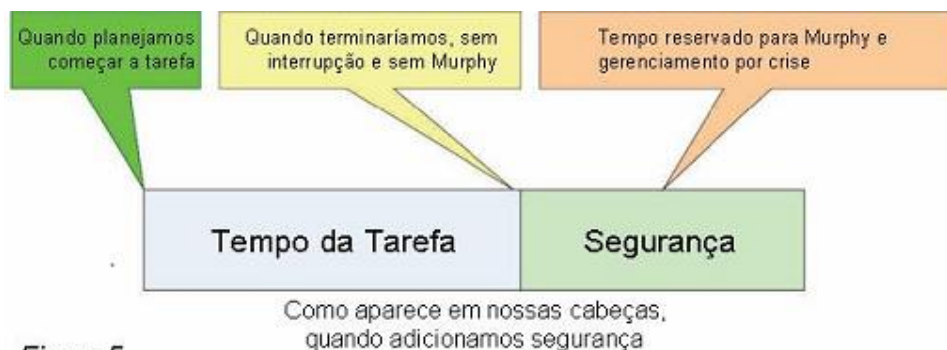 Quando planejamos
começar a tarefa
Quando terminaríamos, sem
interrupção e sem Murphy
Tempo reservado para Murphy e
gerenciamento por crise
Tempo da Tarefa
Segurança
Como aparece em nossas cabeças,
quando adicionamos segurança